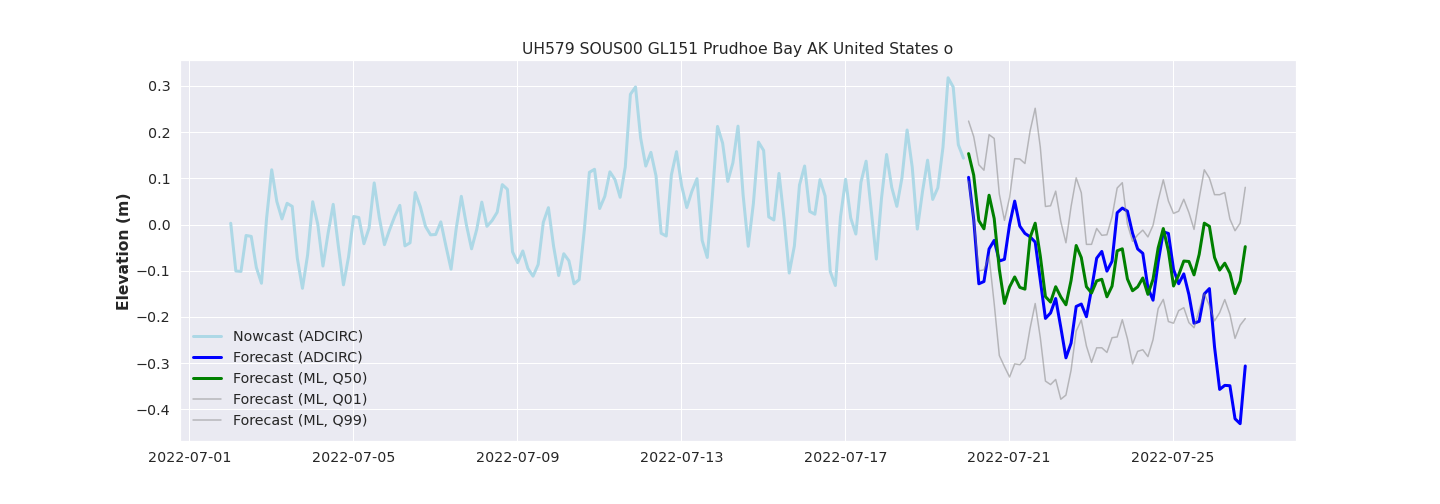 UH579 SOUS00 GL151 Prudhoe Bay AK United States o
Elevation (m)
0.3
0.2
0.1
0.0
−0.1
−0.2
−0.3
−0.4
Nowcast (ADCIRC)
Forecast (ADCIRC)
Forecast (ML, Q50)
Forecast (ML, Q01)
Forecast (ML, Q99)
2022-07-01 2022-07-05 2022-07-09 2022-07-13 2022-07-17 2022-07-21 2022-07-25